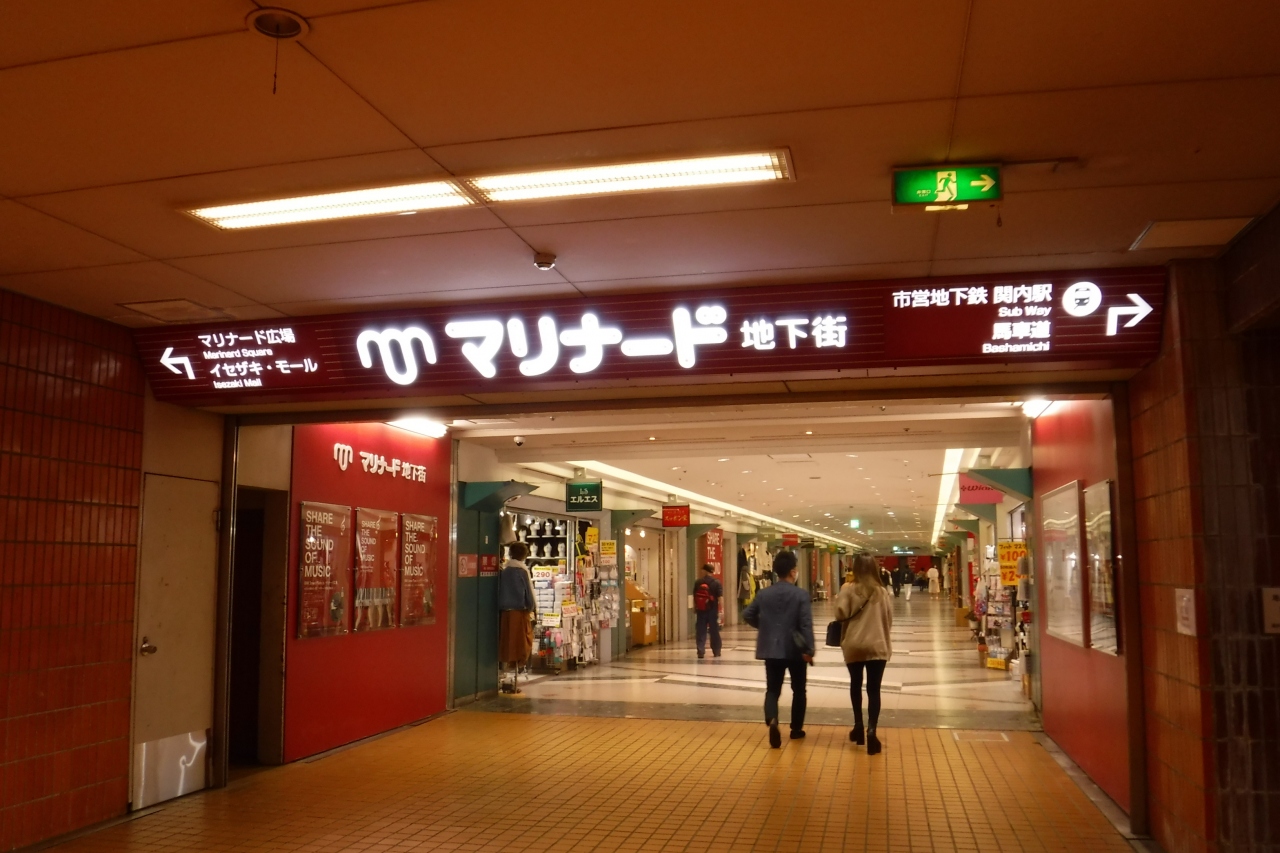 マリナード広場
Marinard Square
イセザキ・モール
Isezaki Mall
マリナード 地下街
市営地下鉄 関内駅
Sub Way
馬車道
Bashamichi
マリナード 地下街
SHARE
THE
SOUND
OF
MUSIC
SHARE
THE
SOUND
OF
MUSIC
SHARE
THE
SOUND
OF
MUSIC
エルエス
290
SHARE
THE